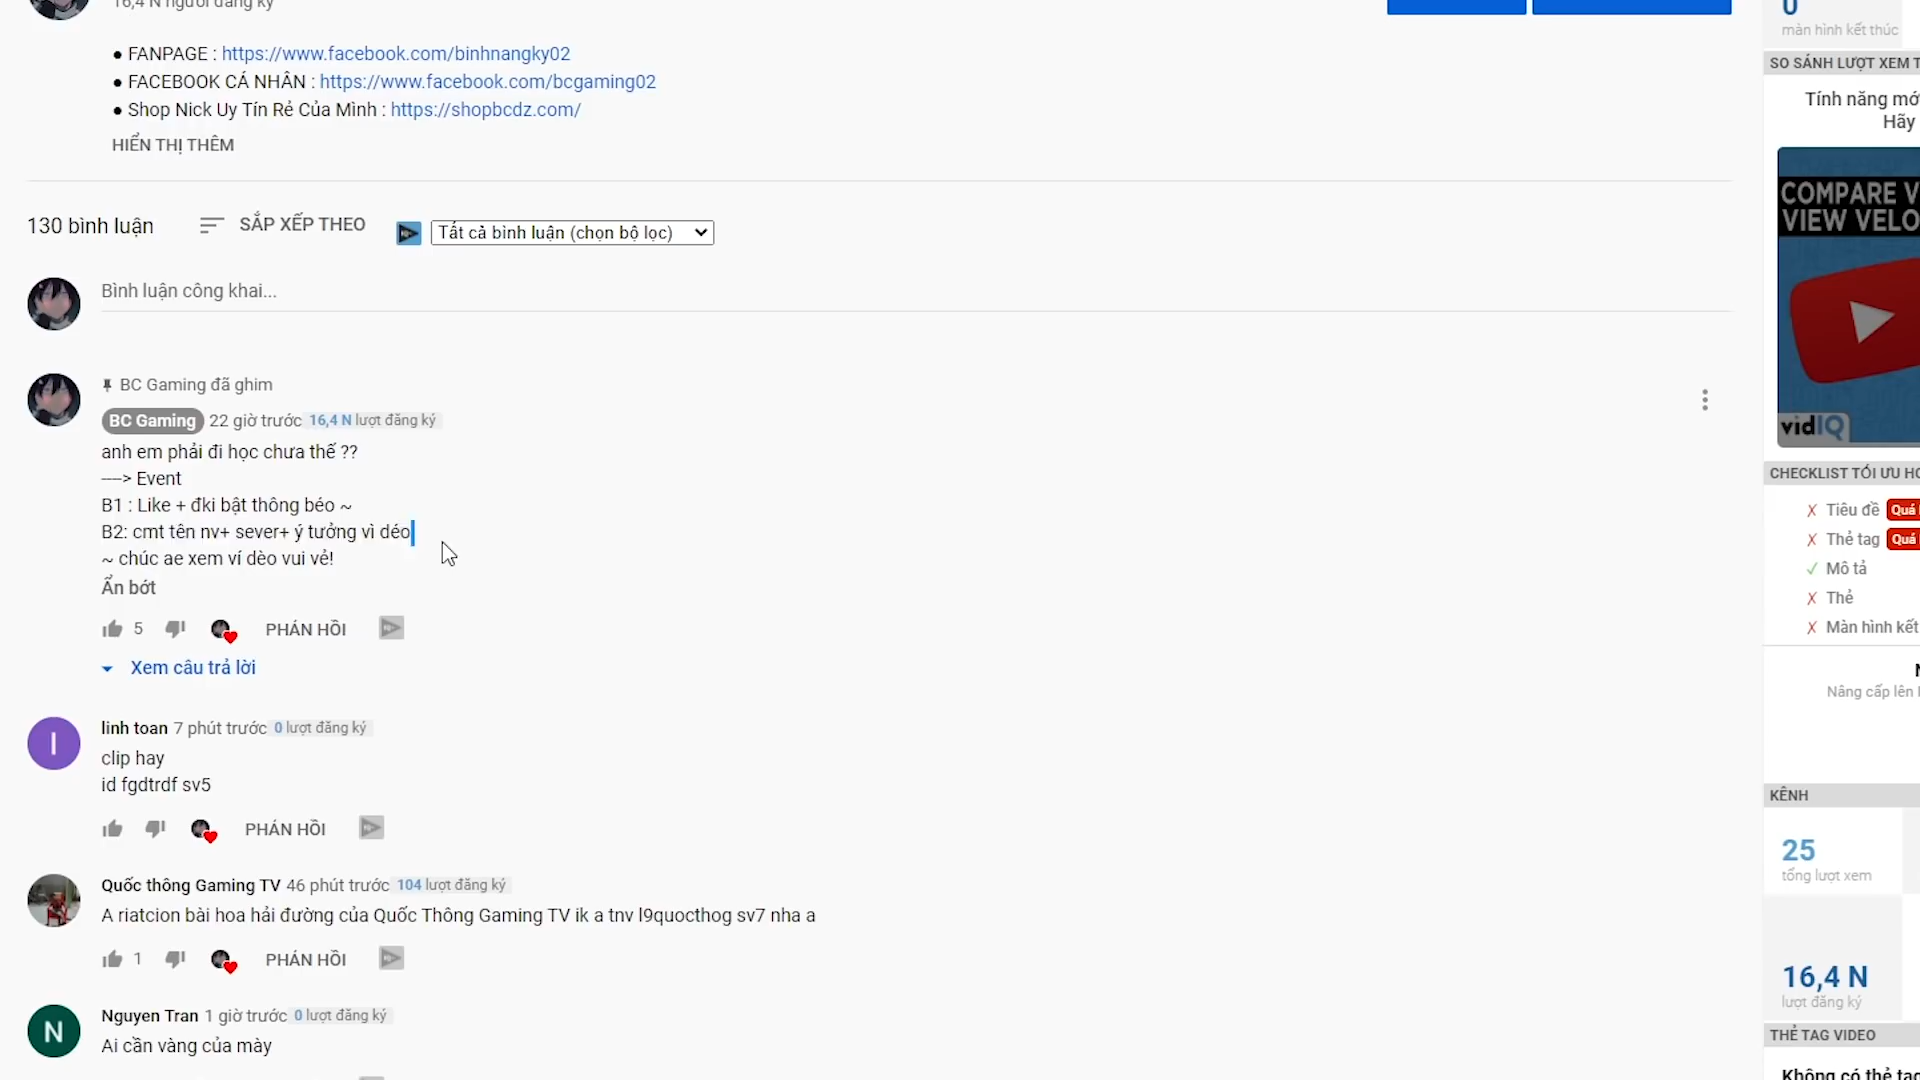 16,4 N người đăng ký
● FANPAGE : https://www.facebook.com/binhnangky02
● FACEBOOK CÁ NHÂN : https://www.facebook.com/bcgaming02
● Shop Nick Uy Tín Rẻ Của Mình : https://shopbcdz.com/
HIỂN THỊ THÊM
130 bình luận
SẮP XẾP THEO
Tất cả bình luận (chọn bộ lọc)
Bình luận công khai...
BC Gaming đã ghim
BC Gaming 22 giờ trước 16,4 N lượt đăng ký
anh em phải đi học chưa thế ??
----> Event
B1 : Like + đki bật thông béo ~
B2: cmt tên nv+ sever+ ý tưởng vì déo
~ chúc ae xem ví dèo vui vẻ!
Ẩn bớt
5 PHẢN HỒI
Xem câu trả lời
I
linh toan 7 phút trước 0 lượt đăng ký
clip hay
id fgdtrdf sv5
PHẢN HỒI
Quốc thông Gaming TV 46 phút trước 104 lượt đăng ký
A riatcion bài hoa hải đường của Quốc Thông Gaming TV ik a tnv l9quocthog sv7 nha a
1 PHẢN HỒI
N
Nguyen Tran 1 giờ trước 0 lượt đăng ký
Ai cần vàng của mày
0
màn hình kết thúc
SO SÁNH LƯỢT XEM T
Tính năng mớ
Hãy
COMPARE V
VIEW VELO
vidIQ
CHECKLIST TỐI ƯU HO
✗ Tiêu đề Quá
✗ Thẻ tag Quá
✓ Mô tả
✗ Thẻ
✗ Màn hình kết
Nâng cấp lên
KÊNH
25
tổng lượt xem
16,4 N
lượt đăng ký
THẺ TAG VIDEO
Không có thẻ tag